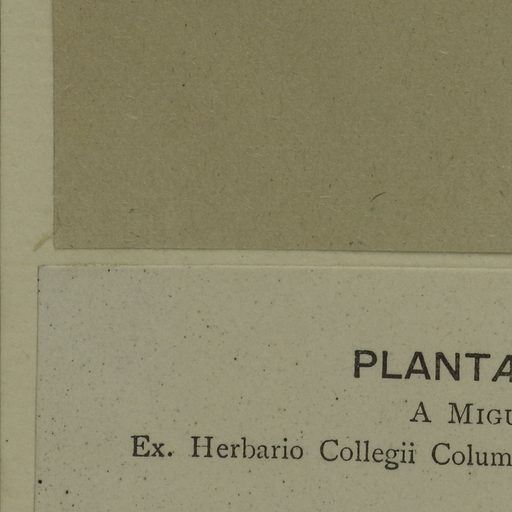 PLANTA
A MIGU
Ex. Herbario Collegii Colum